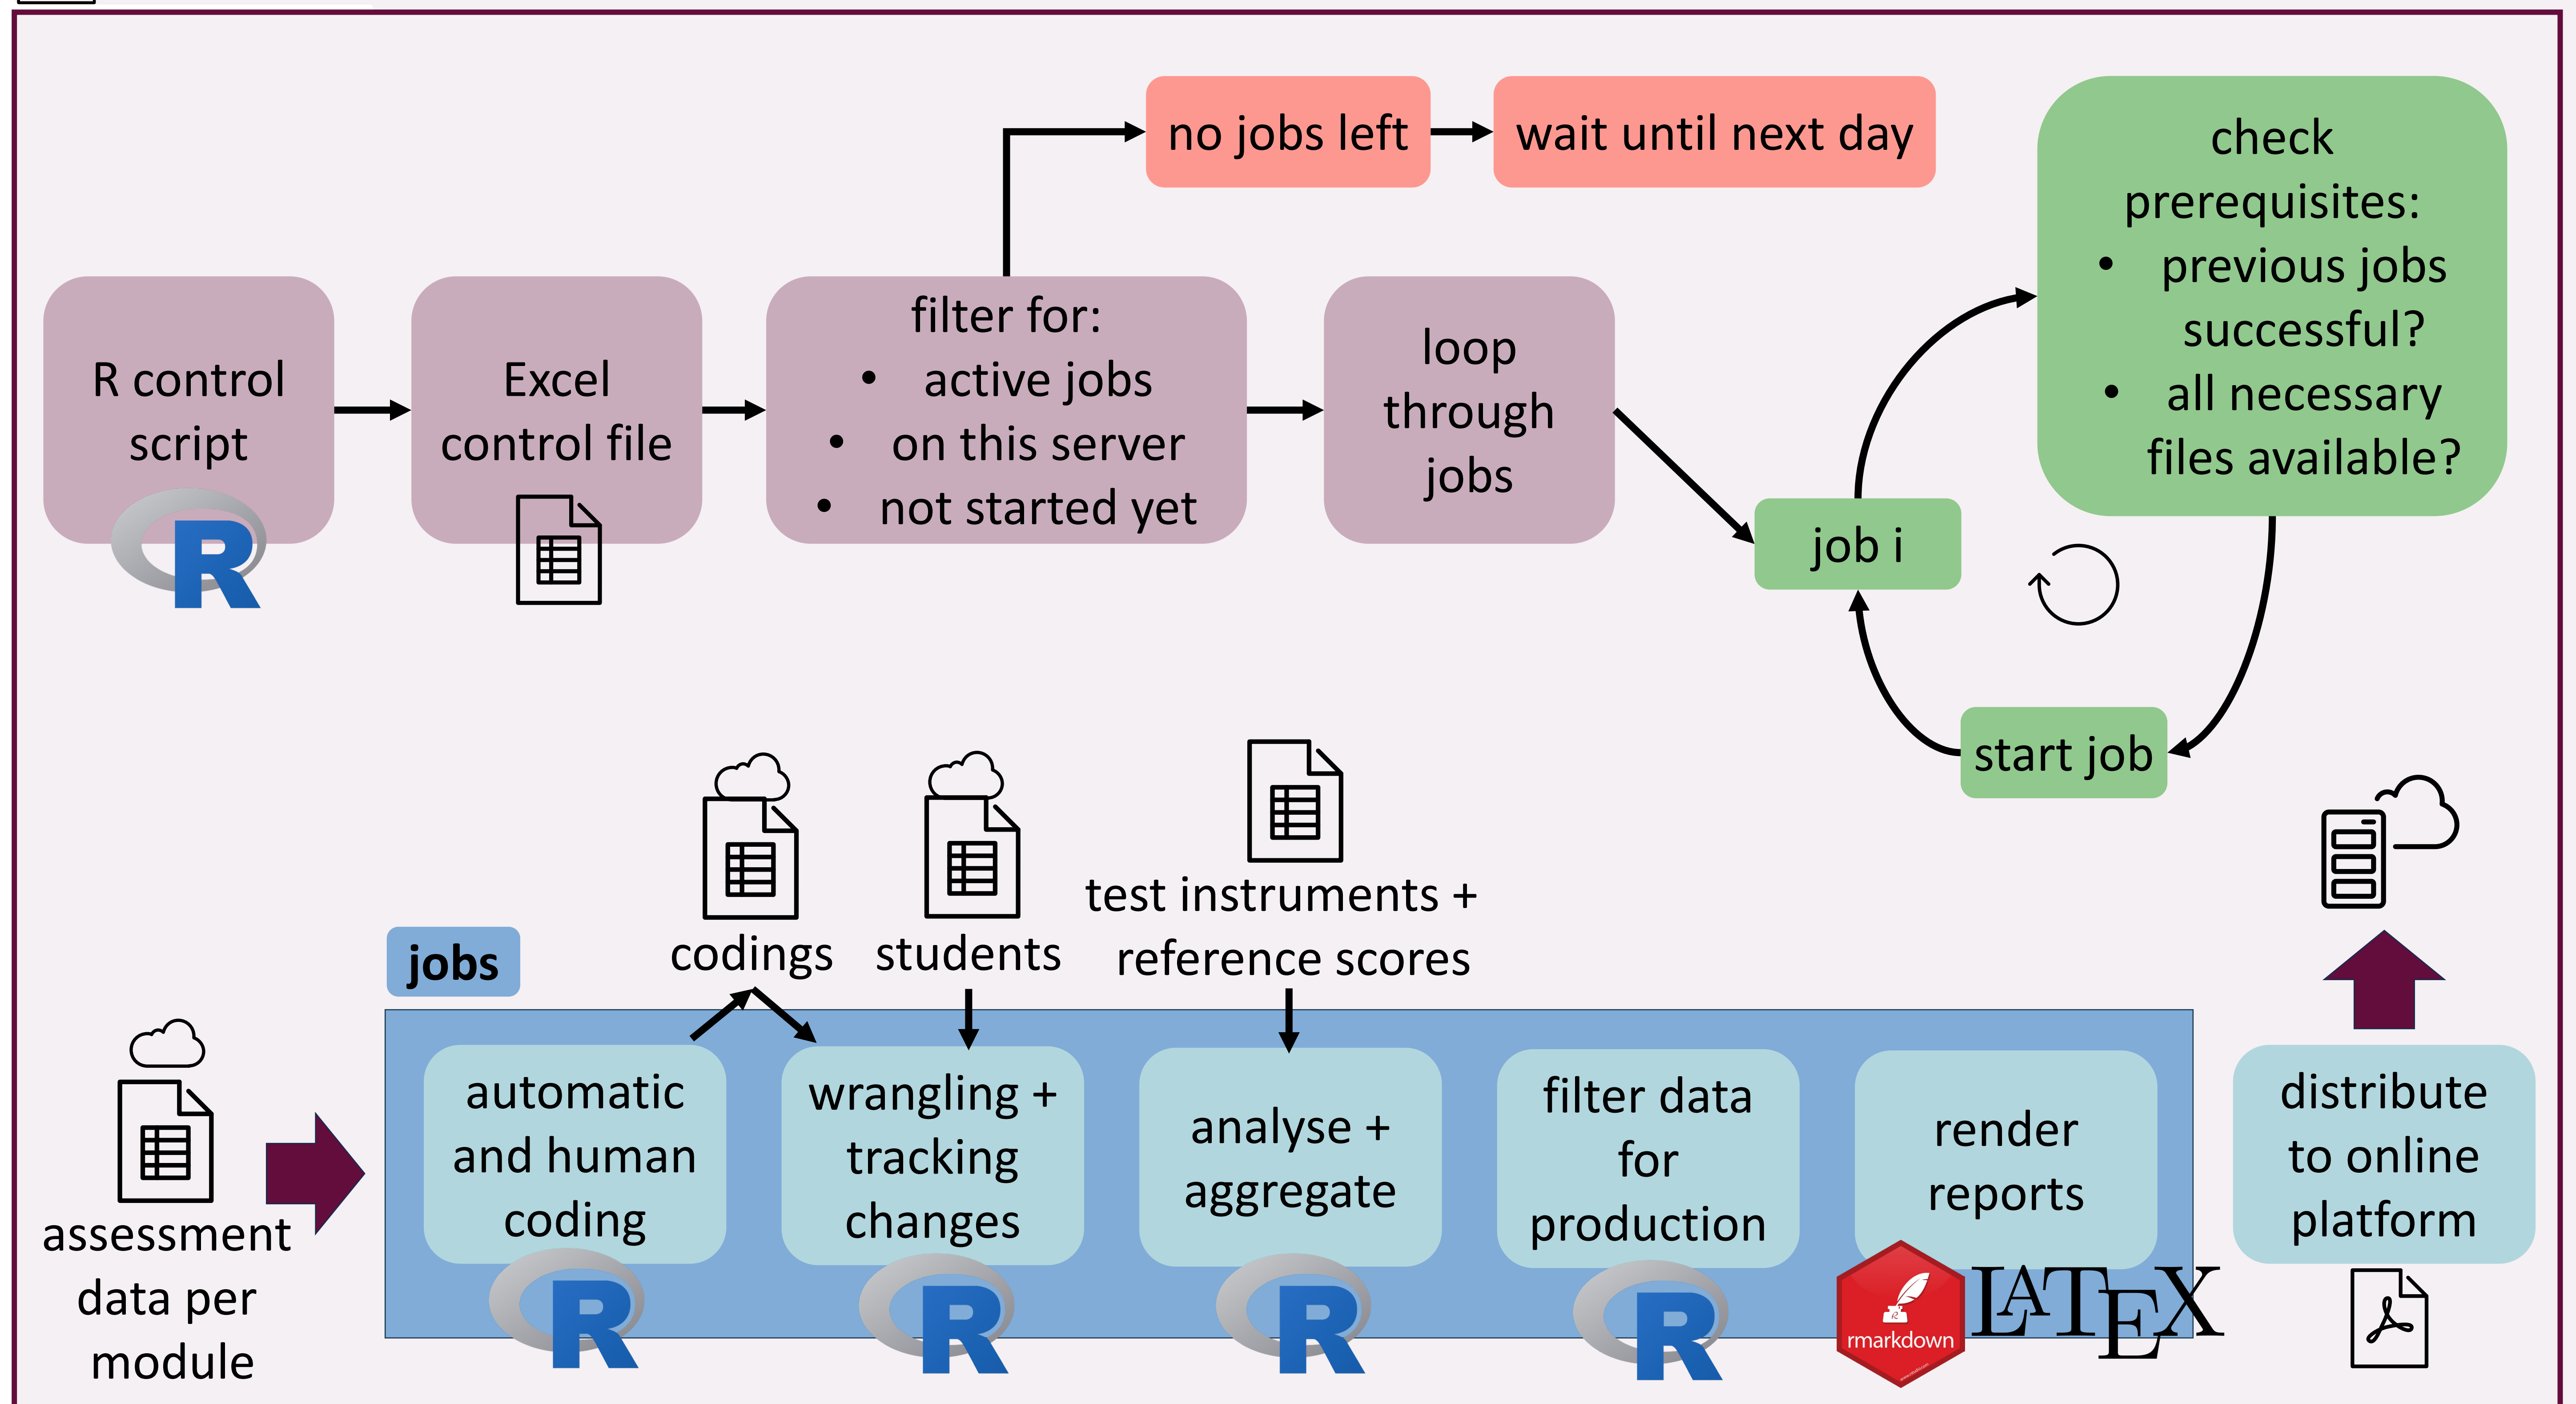 no jobs left
wait until next day
check
prerequisites:
• previous jobs
successful?
• all necessary
files available?
R control
script
R
Excel
control file
filter for:
• active jobs
• on this server
• not started yet
loop
through
jobs
job i
start job
codings
students
test instruments +
reference scores
jobs
assessment
data per
module
automatic
and human
coding
R
wrangling +
tracking
changes
R
analyse +
aggregate
R
filter data
for
production
R
render
reports
rmarkdown
LATEX
distribute
to online
platform